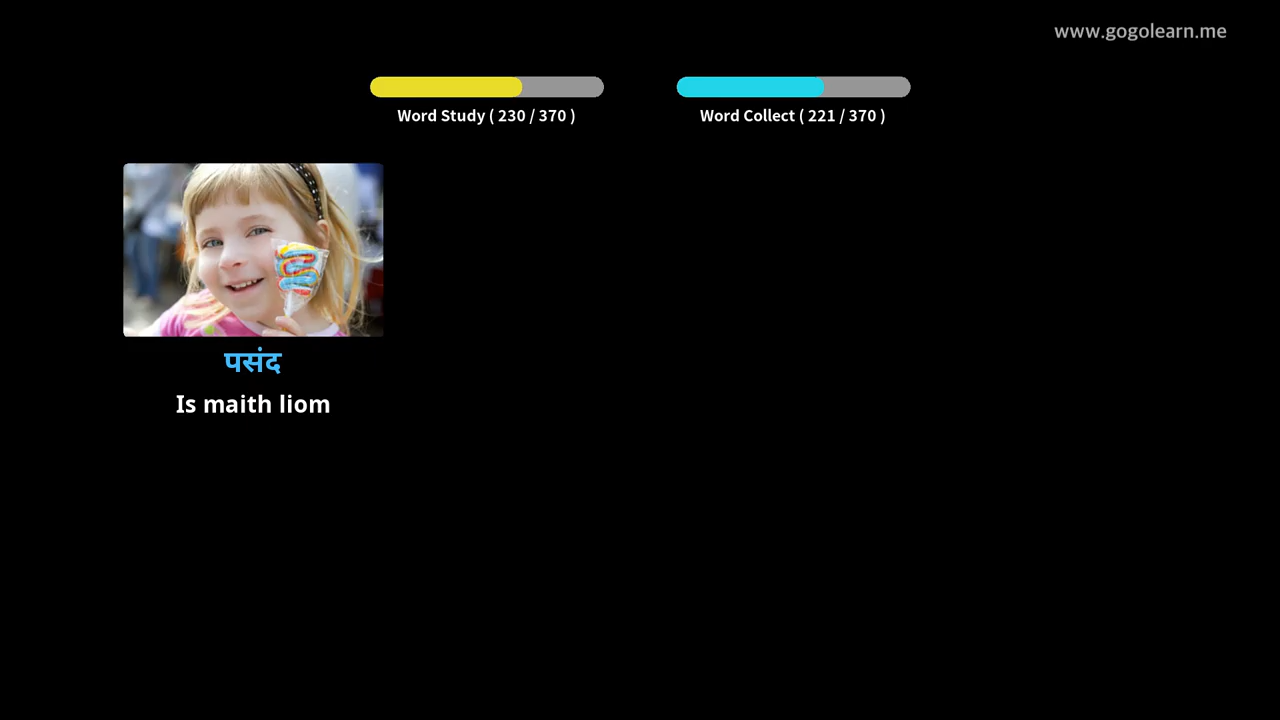 www.gogolearn.me
Word Study ( 230 / 370 )
Word Collect ( 221 / 370 )
पसंद
Is maith liom